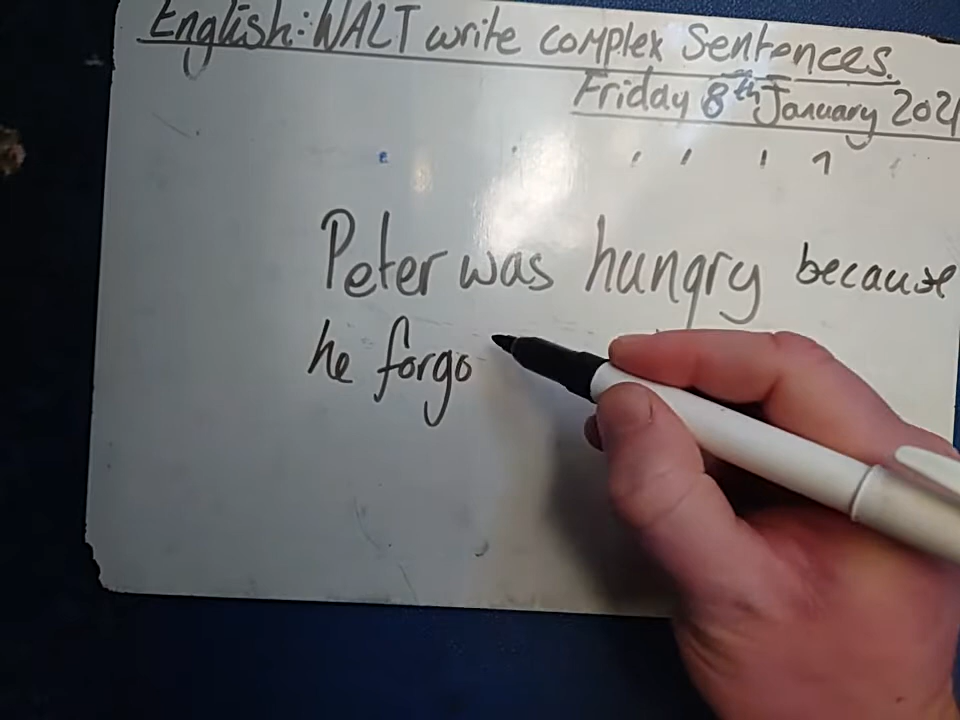 English: WALT write complex Sentences.
Friday 8th January 2021
Peter was hungry because
he forgo